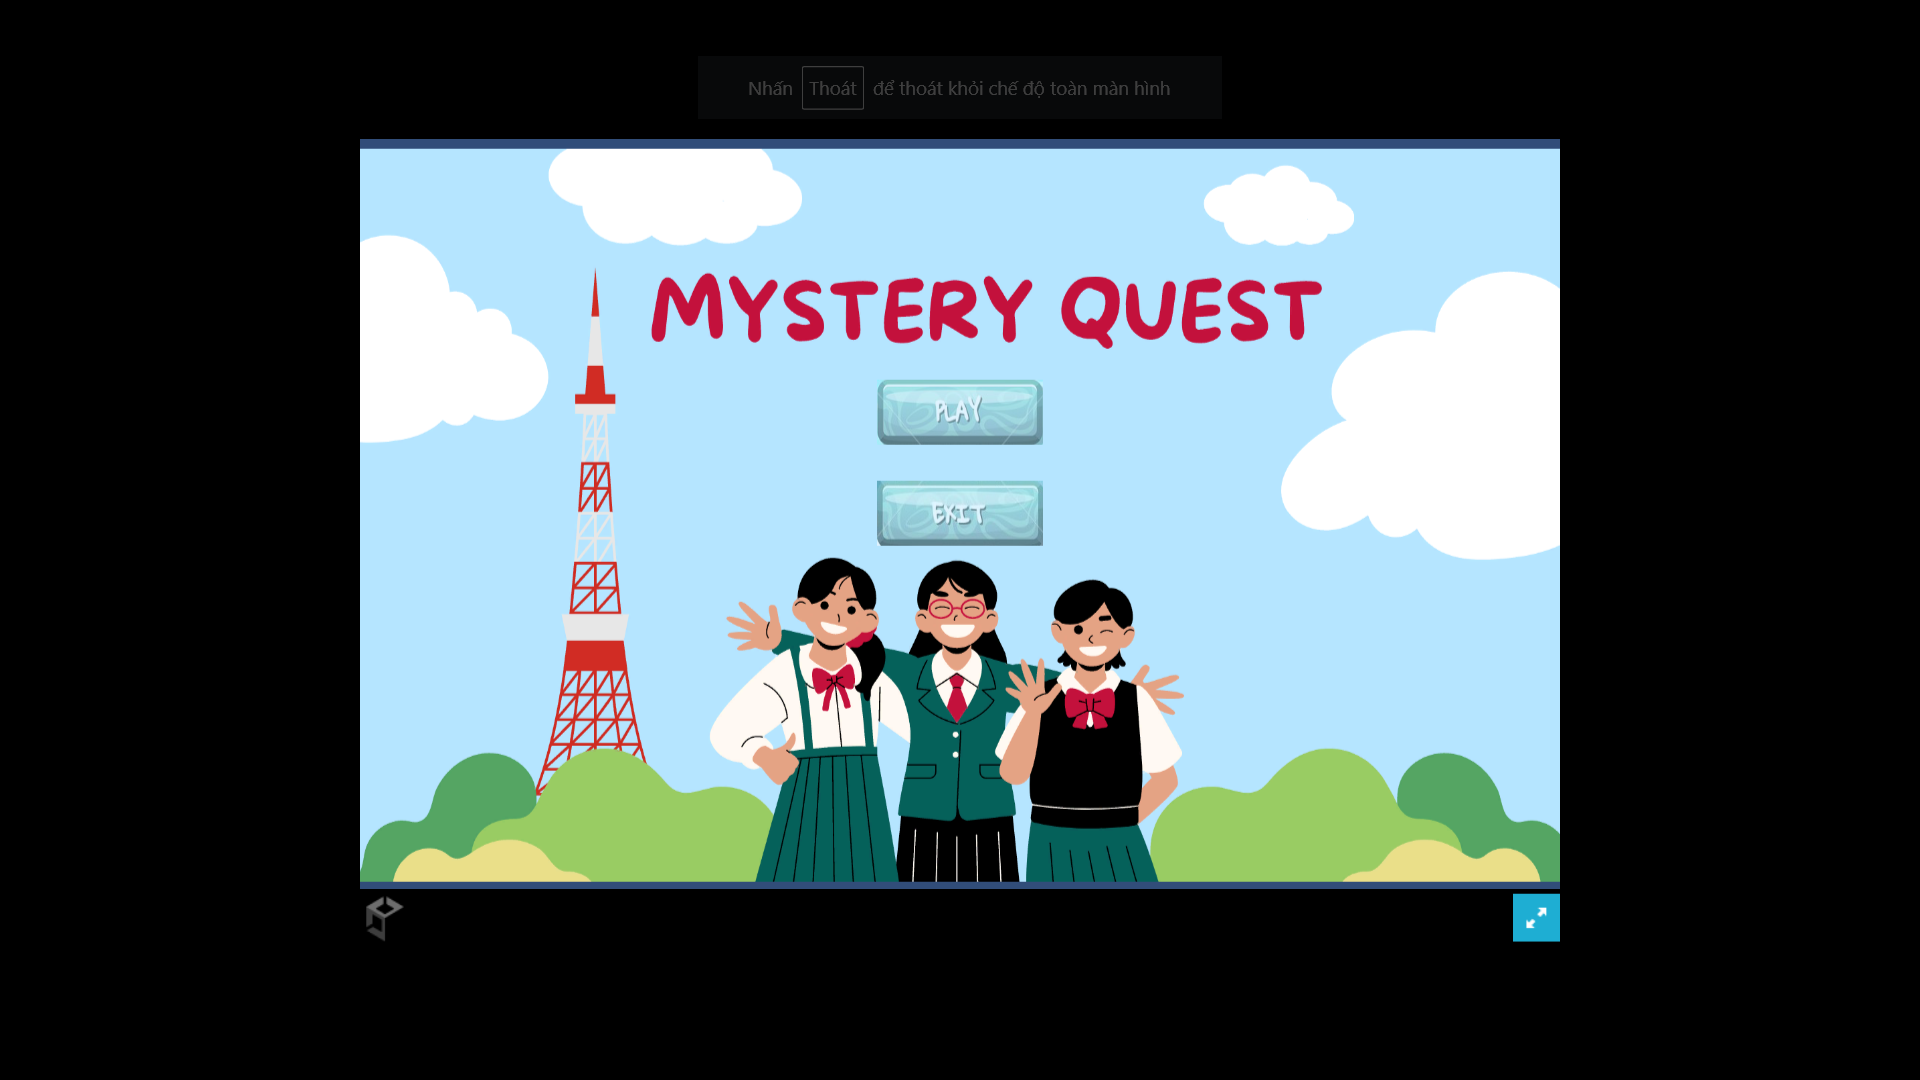 Nhấn Thoát để thoát khỏi chế độ toàn màn hình
MYSTERY QUEST
PLAY
EXIT